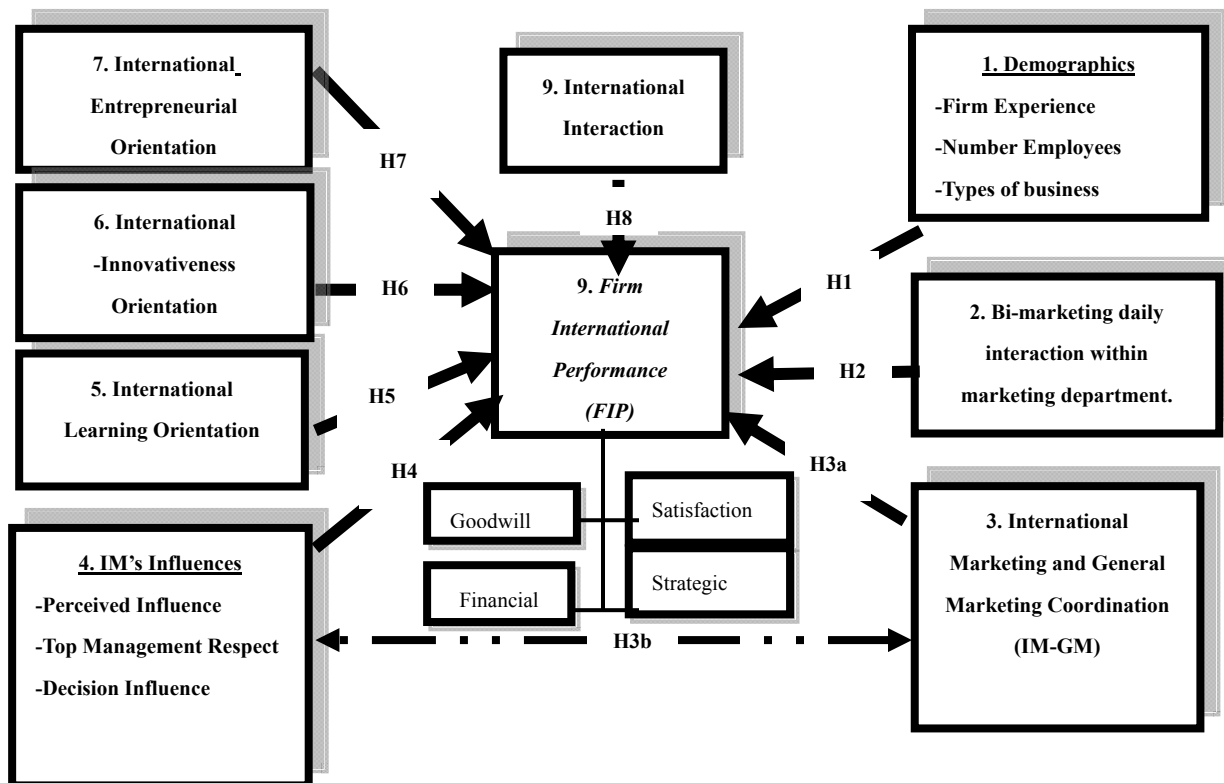 7. International
Entrepreneurial
Orientation
H7
9. International
Interaction
H8
1. Demographics
-Firm Experience
-Number Employees
-Types of business
H1
6. International
-Innovativeness
Orientation
H6
9. Firm
International
Performance
(FIP)
2. Bi-marketing daily
interaction within
marketing department.
H2
5. International
Learning Orientation
H5
H4
H3a
Goodwill
Satisfaction
Financial
Strategic
4. IM’s Influences
-Perceived Influence
-Top Management Respect
-Decision Influence
H3b
3. International
Marketing and General
Marketing Coordination
(IM-GM)